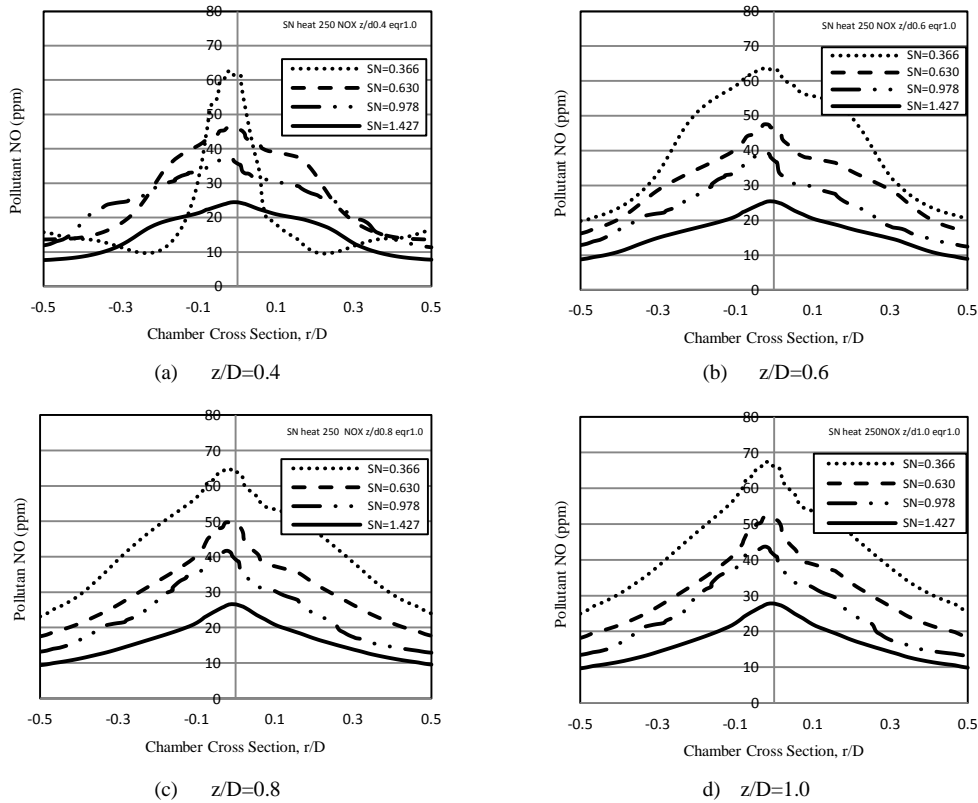 SN heat 250 NOX z/d0.4 eqr1.0
80
70
60
50
40
30
20
10
0
Pollutant NO (ppm)
SN=0.366
SN=0.630
SN=0.978
SN=1.427
-0.5 -0.3 -0.1 0.1 0.3 0.5
Chamber Cross Section, r/D
(a) z/D=0.4
SN heat 250 NOX z/d0.6 eqr1.0
80
70
60
50
40
30
20
10
0
Pollutant NO (ppm)
SN=0.366
SN=0.630
SN=0.978
SN=1.427
-0.5 -0.3 -0.1 0.1 0.3 0.5
Chamber Cross Section, r/D
(b) z/D=0.6
SN heat 250 NOX z/d0.8 eqr1.0
80
70
60
50
40
30
20
10
0
Pollutan NO (ppm)
SN=0.366
SN=0.630
SN=0.978
SN=1.427
-0.5 -0.3 -0.1 0.1 0.3 0.5
Chamber Cross Section, r/D
(c) z/D=0.8
SN heat 250NOX z/d1.0 eqr1.0
80
70
60
50
40
30
20
10
0
Pollutant NO (ppm)
SN=0.366
SN=0.630
SN=0.978
SN=1.427
-0.5 -0.3 -0.1 0.1 0.3 0.5
Chamber Cross Section, r/D
d) z/D=1.0